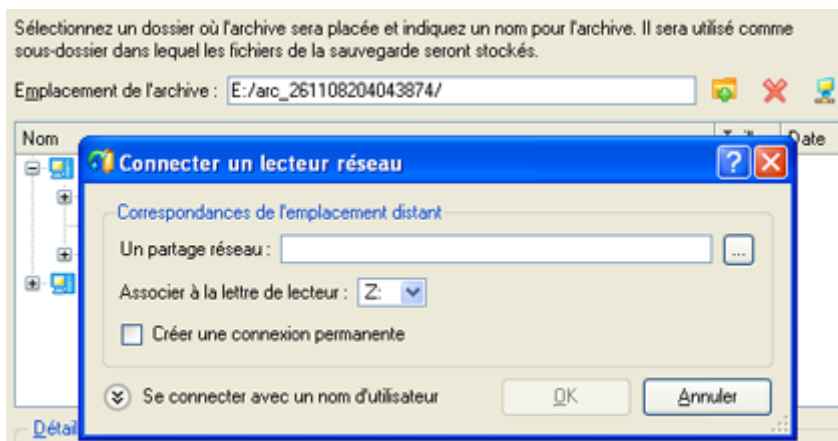 Sélectionnez un dossier où l'archive sera placée et indiquez un nom pour l'archive. Il sera utilisé comme
sous-dossier dans lequel les fichiers de la sauvegarde seront stockés.
Emplacement de l'archive : E:/arc_261108204043874/
Nom Date
Connecter un lecteur réseau
Correspondances de l'emplacement distant
Un partage réseau : ...
Associer à la lettre de lecteur : Z:
Créer une connexion permanente
Se connecter avec un nom d'utilisateur OK Annuler